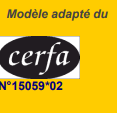 Modèle adapté du
cerfa
N°15059*02